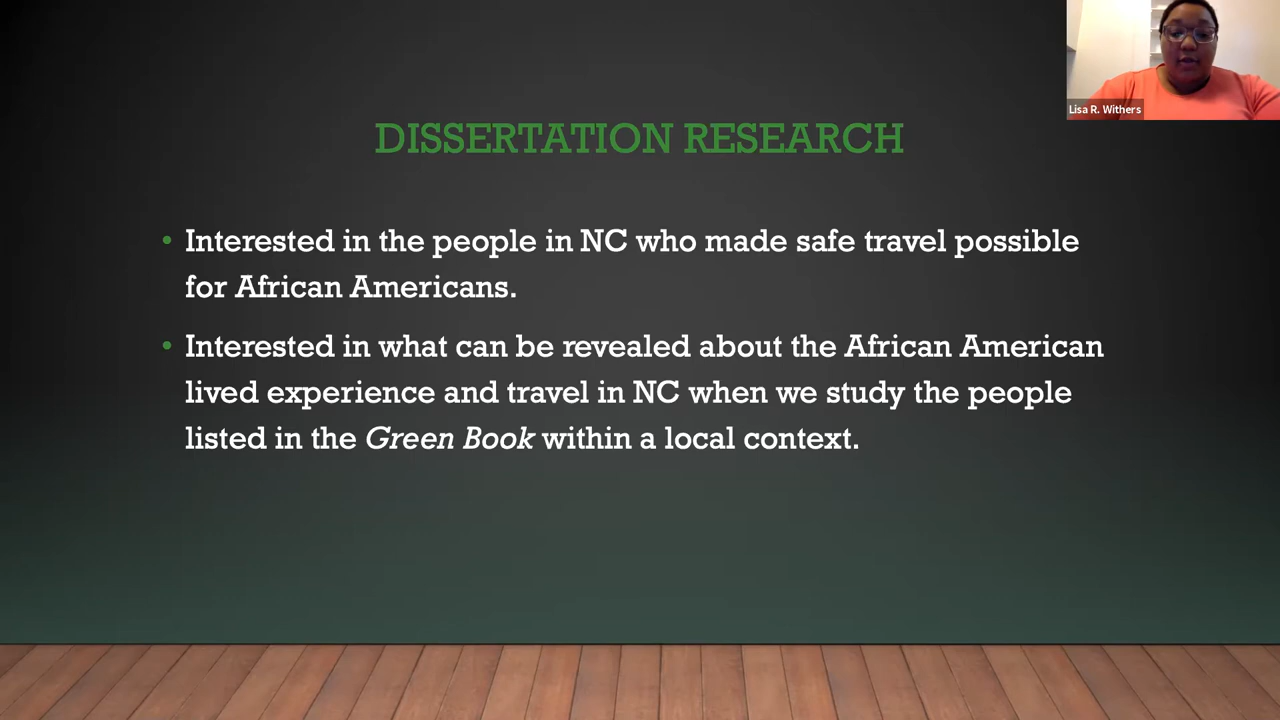 Lisa R. Withers
DISSERTATION RESEARCH
• Interested in the people in NC who made safe travel possible
for African Americans.
• Interested in what can be revealed about the African American
lived experience and travel in NC when we study the people
listed in the Green Book within a local context.